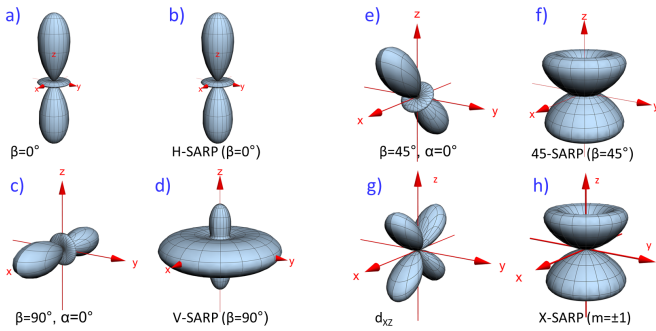 a)
b)
e)
f)
z
z
z
z
x
y
x
y
x
y
x
y
β=0°
H-SARP (β=0°)
β=45°, α=0°
45-SARP (β=45°)
c)
d)
g)
h)
z
z
z
z
x
y
x
y
x
y
x
y
β=90°, α=0°
V-SARP (β=90°)
dXZ
X-SARP (m=±1)